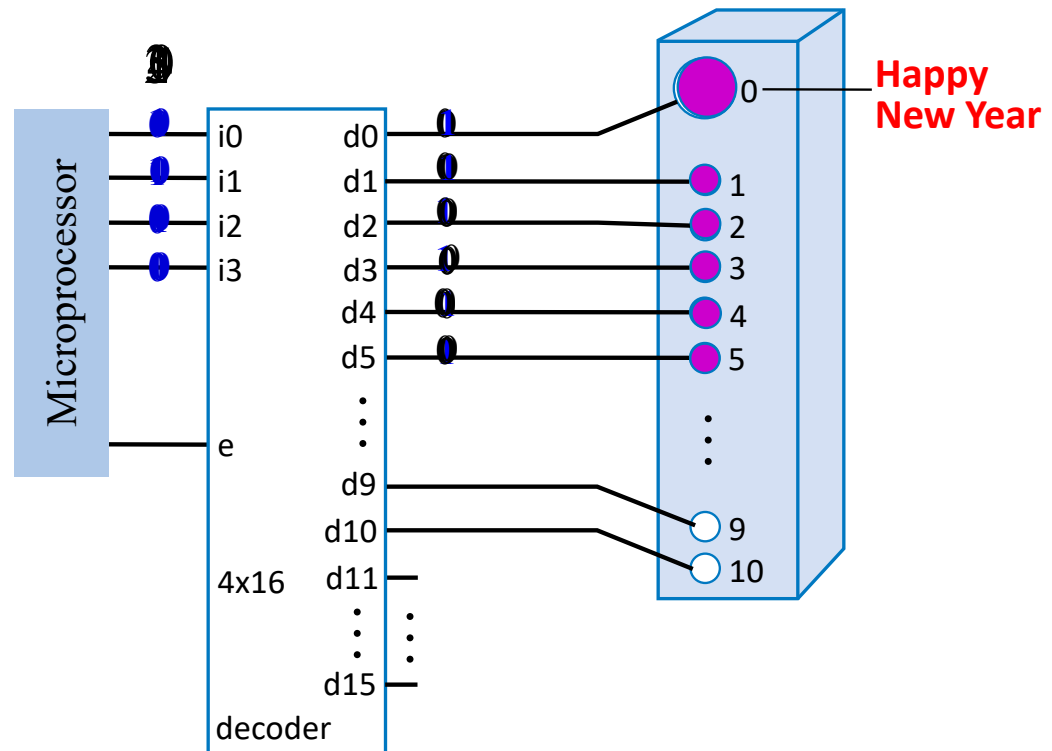 Microprocessor
i0
i1
i2
i3
e
4x16
decoder
d0
d1
d2
d3
d4
d5
d9
d10
d11
d15
0
1
2
3
4
5
9
10
Happy
New Year